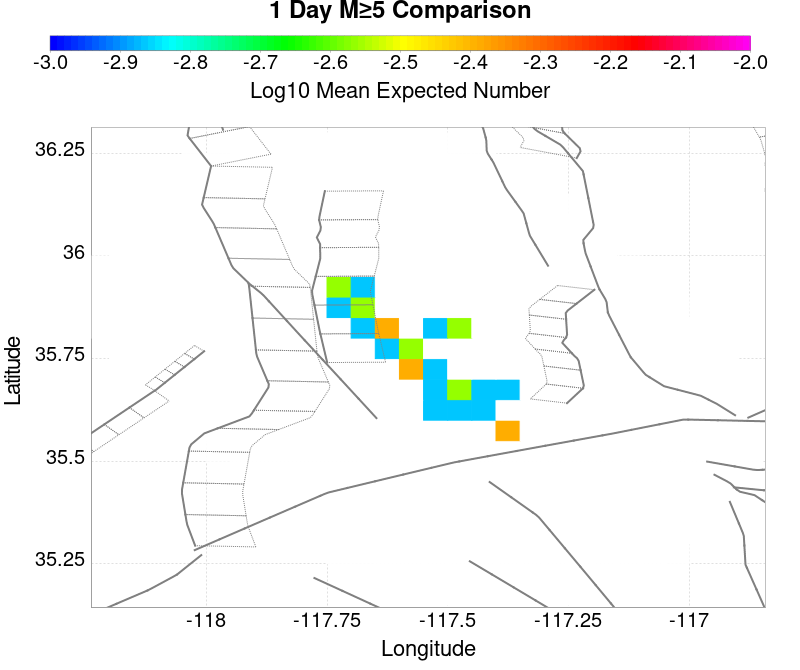 1 Day M≥5 Comparison
-3.0 -2.9 -2.8 -2.7 -2.6 -2.5 -2.4 -2.3 -2.2 -2.1 -2.0
Log10 Mean Expected Number
36.25
36
35.75
35.5
35.25
Latitude
-118 -117.75 -117.5 -117.25 -117
Longitude